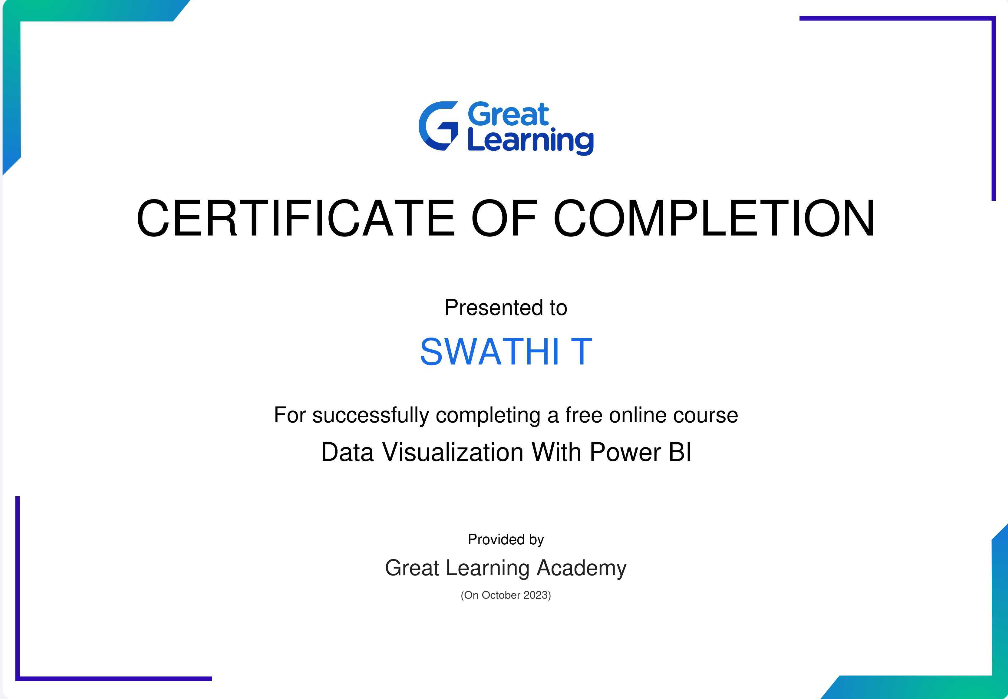 Great
Learning
CERTIFICATE OF COMPLETION
Presented to
SWATHI T
For successfully completing a free online course
Data Visualization With Power BI
Provided by
Great Learning Academy
(On October 2023)